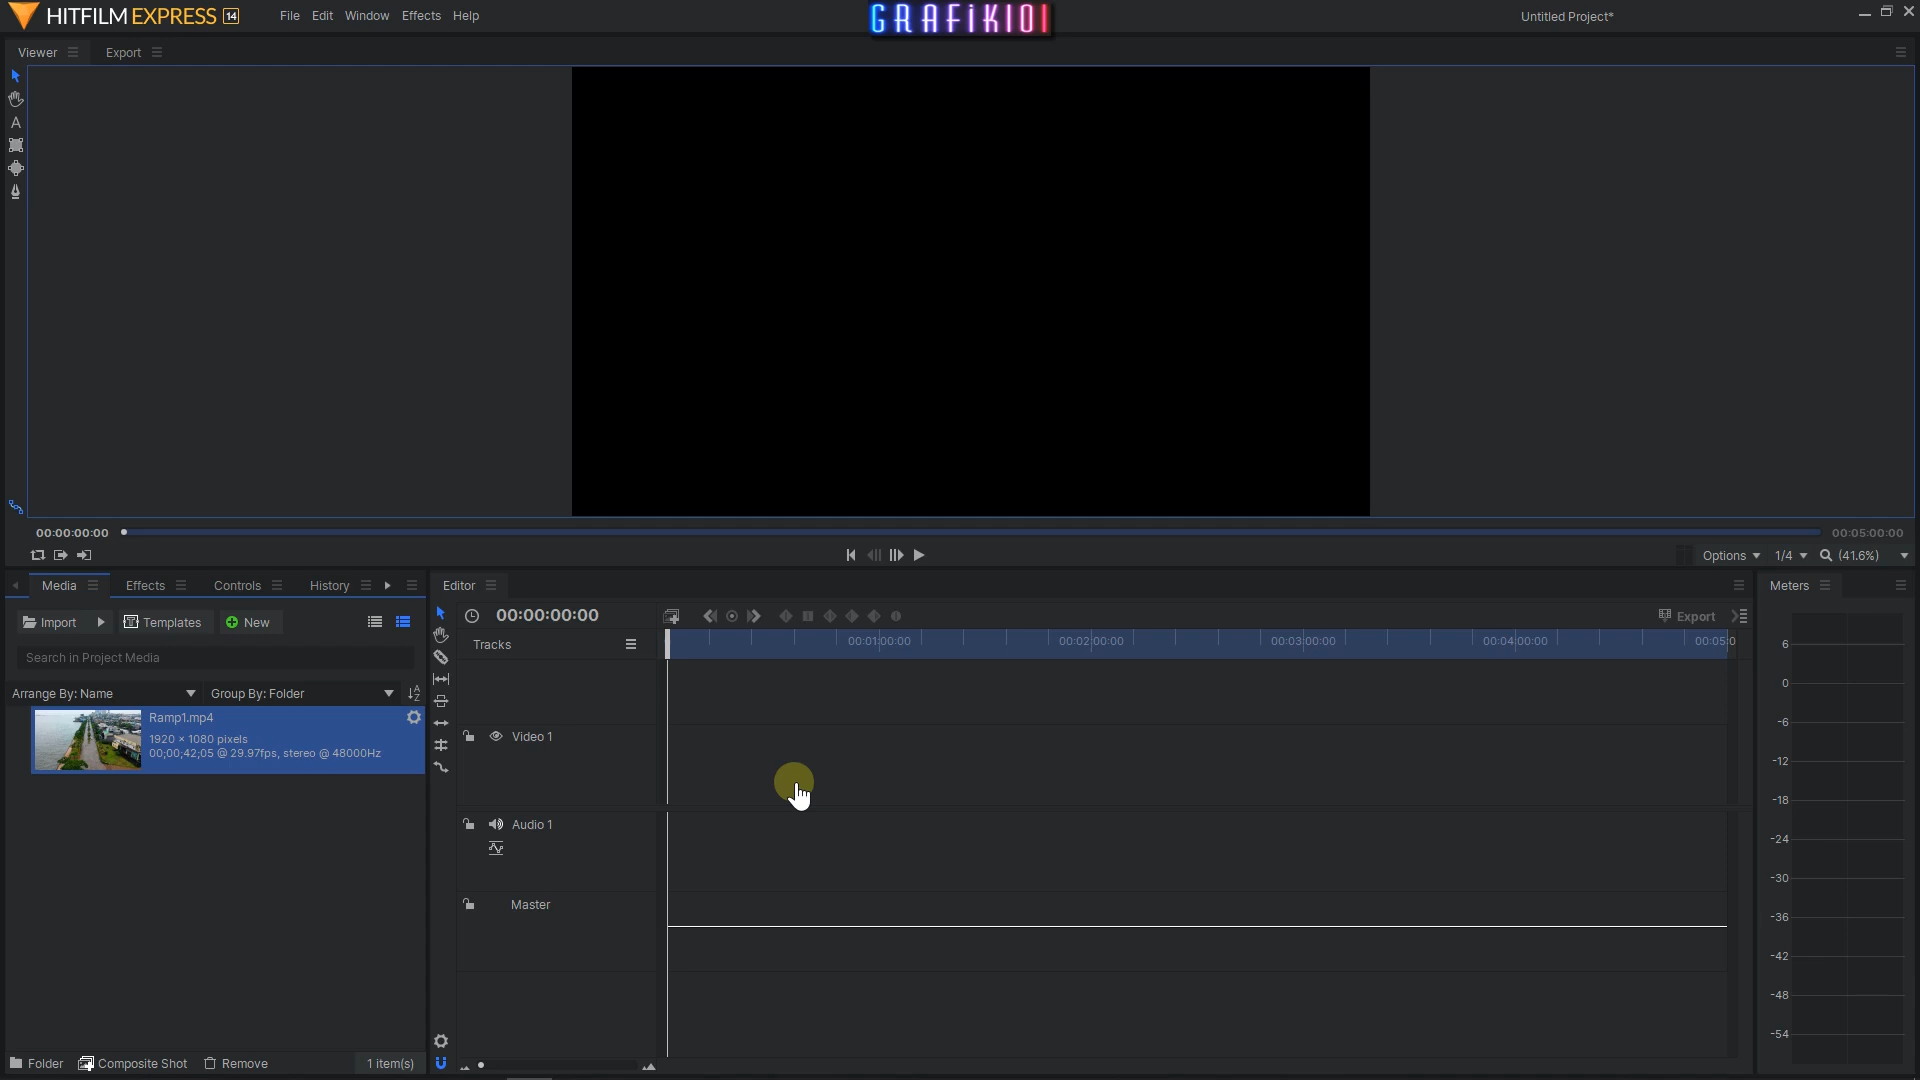 HITFILM EXPRESS 14
File Edit Window Effects Help
GRAFiK101
Untitled Project*
Viewer
Export
00:00:00:00
00:05:00:00
Options
1/4
(41.6%)
Media
Effects
Controls
History
Import
Templates
New
Search in Project Media
Arrange By: Name
Group By: Folder
Ramp1.mp4
1920 × 1080 pixels
00;00;42;05 @ 29.97fps, stereo @ 48000Hz
Folder
Composite Shot
Remove
1 item(s)
Editor
00:00:00:00
Export
Tracks
00:01:00:00
00:02:00:00
00:03:00:00
00:04:00:00
00:05:0
Video 1
Audio 1
Master
Meters
6
0
-6
-12
-18
-24
-30
-36
-42
-48
-54